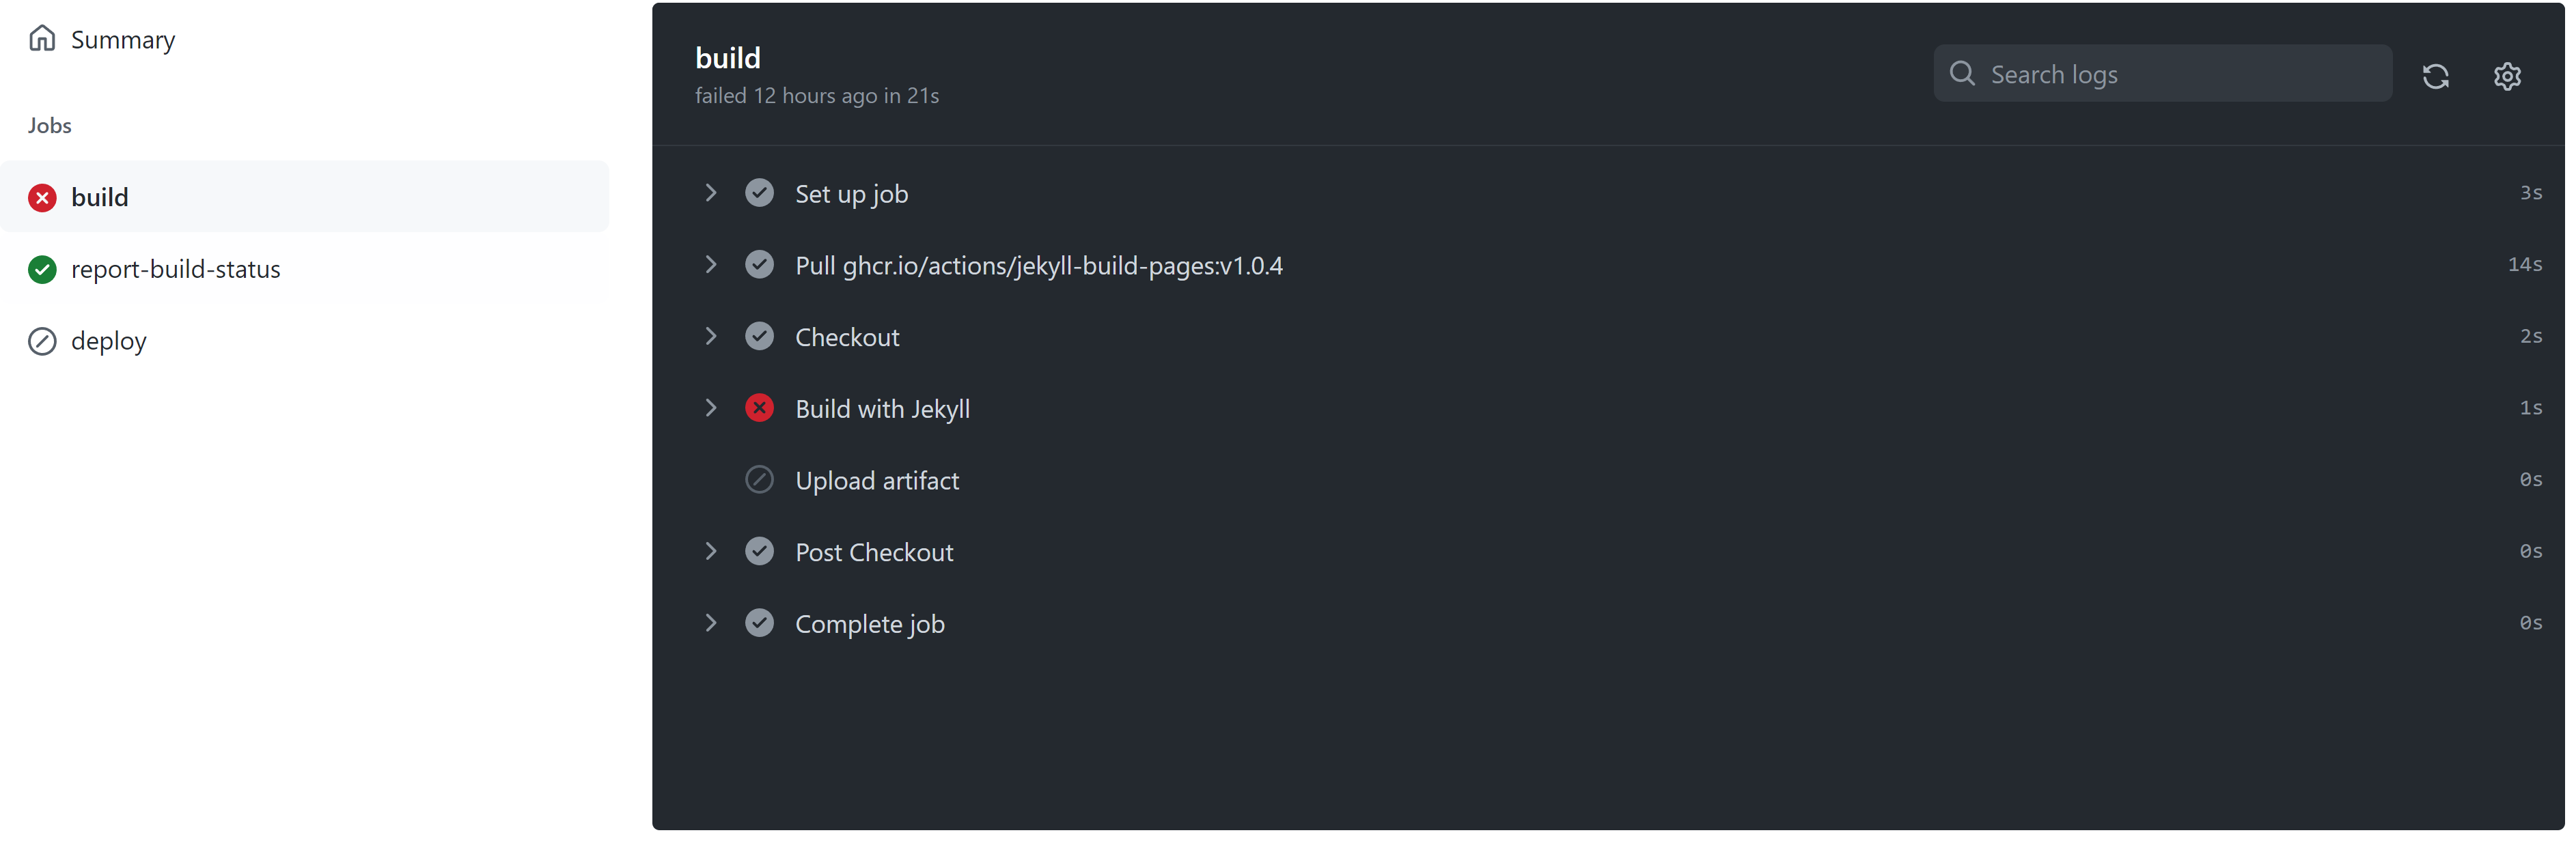 Summary
Jobs
build
report-build-status
deploy
build
failed 12 hours ago in 21s
Search logs
Set up job 3s
Pull ghcr.io/actions/jekyll-build-pages:v1.0.4 14s
Checkout 2s
Build with Jekyll 1s
Upload artifact 0s
Post Checkout 0s
Complete job 0s